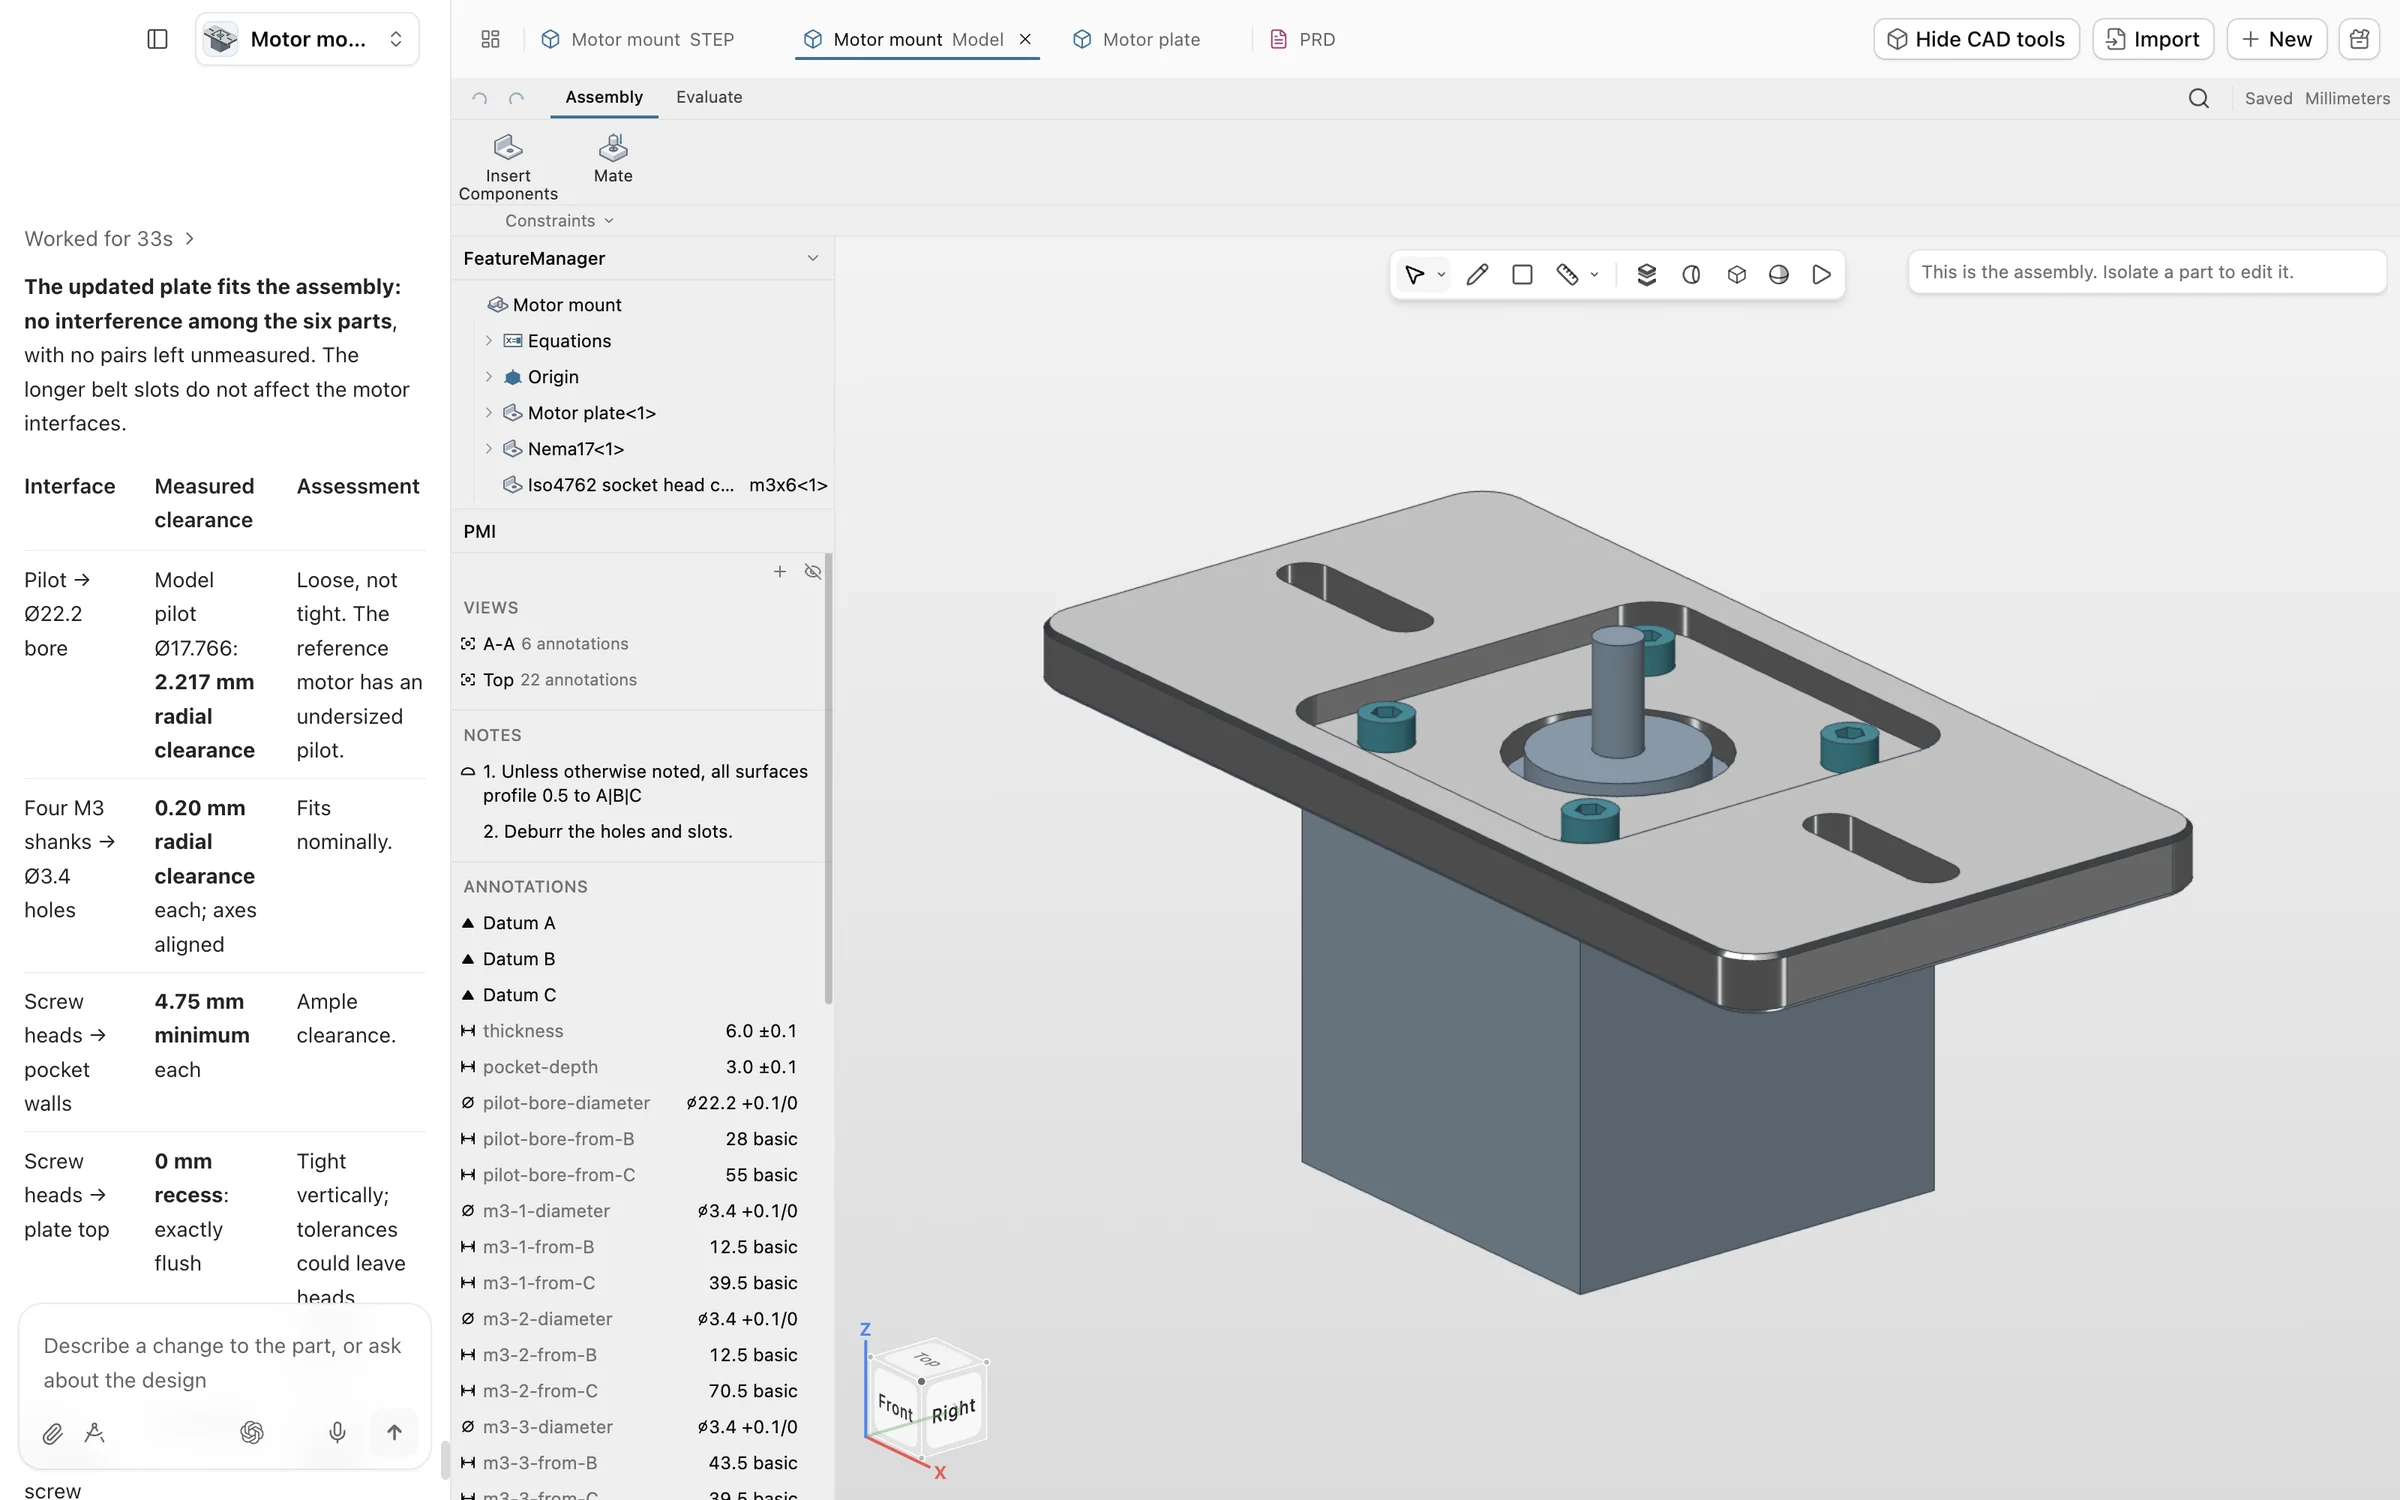 Motor mo...
Motor mount STEP
Motor mount Model
Motor plate
PRD
Hide CAD tools
Import
New
Assembly
Evaluate
Saved Millimeters
Insert
Components
Mate
Constraints
Worked for 33s
The updated plate fits the assembly:
no interference among the six parts,
with no pairs left unmeasured. The
longer belt slots do not affect the motor
interfaces.
Interface
Measured
clearance
Assessment
Pilot →
Ø22.2
bore
Model
pilot
Ø17.766:
2.217 mm
radial
clearance
Loose, not
tight. The
reference
motor has an
undersized
pilot.
Four M3
shanks →
Ø3.4
holes
0.20 mm
radial
clearance
each; axes
aligned
Fits
nominally.
Screw
heads →
pocket
walls
4.75 mm
minimum
each
Ample
clearance.
Screw
heads →
plate top
0 mm
recess:
exactly
flush
Tight
vertically;
tolerances
could leave
heads
Describe a change to the part, or ask
about the design
screw
FeatureManager
Motor mount
Equations
Origin
Motor plate<1>
Nema17<1>
Iso4762 socket head c... m3x6<1>
PMI
VIEWS
A-A 6 annotations
Top 22 annotations
NOTES
1. Unless otherwise noted, all surfaces
profile 0.5 to A|B|C
2. Deburr the holes and slots.
ANNOTATIONS
Datum A
Datum B
Datum C
thickness 6.0 ±0.1
pocket-depth 3.0 ±0.1
pilot-bore-diameter ⌀22.2 +0.1/0
pilot-bore-from-B 28 basic
pilot-bore-from-C 55 basic
m3-1-diameter ⌀3.4 +0.1/0
m3-1-from-B 12.5 basic
m3-1-from-C 39.5 basic
m3-2-diameter ⌀3.4 +0.1/0
m3-2-from-B 12.5 basic
m3-2-from-C 70.5 basic
m3-3-diameter ⌀3.4 +0.1/0
m3-3-from-B 43.5 basic
m3-3-from-C 39.5 basic
This is the assembly. Isolate a part to edit it.
Top
Front
Right
Z
X